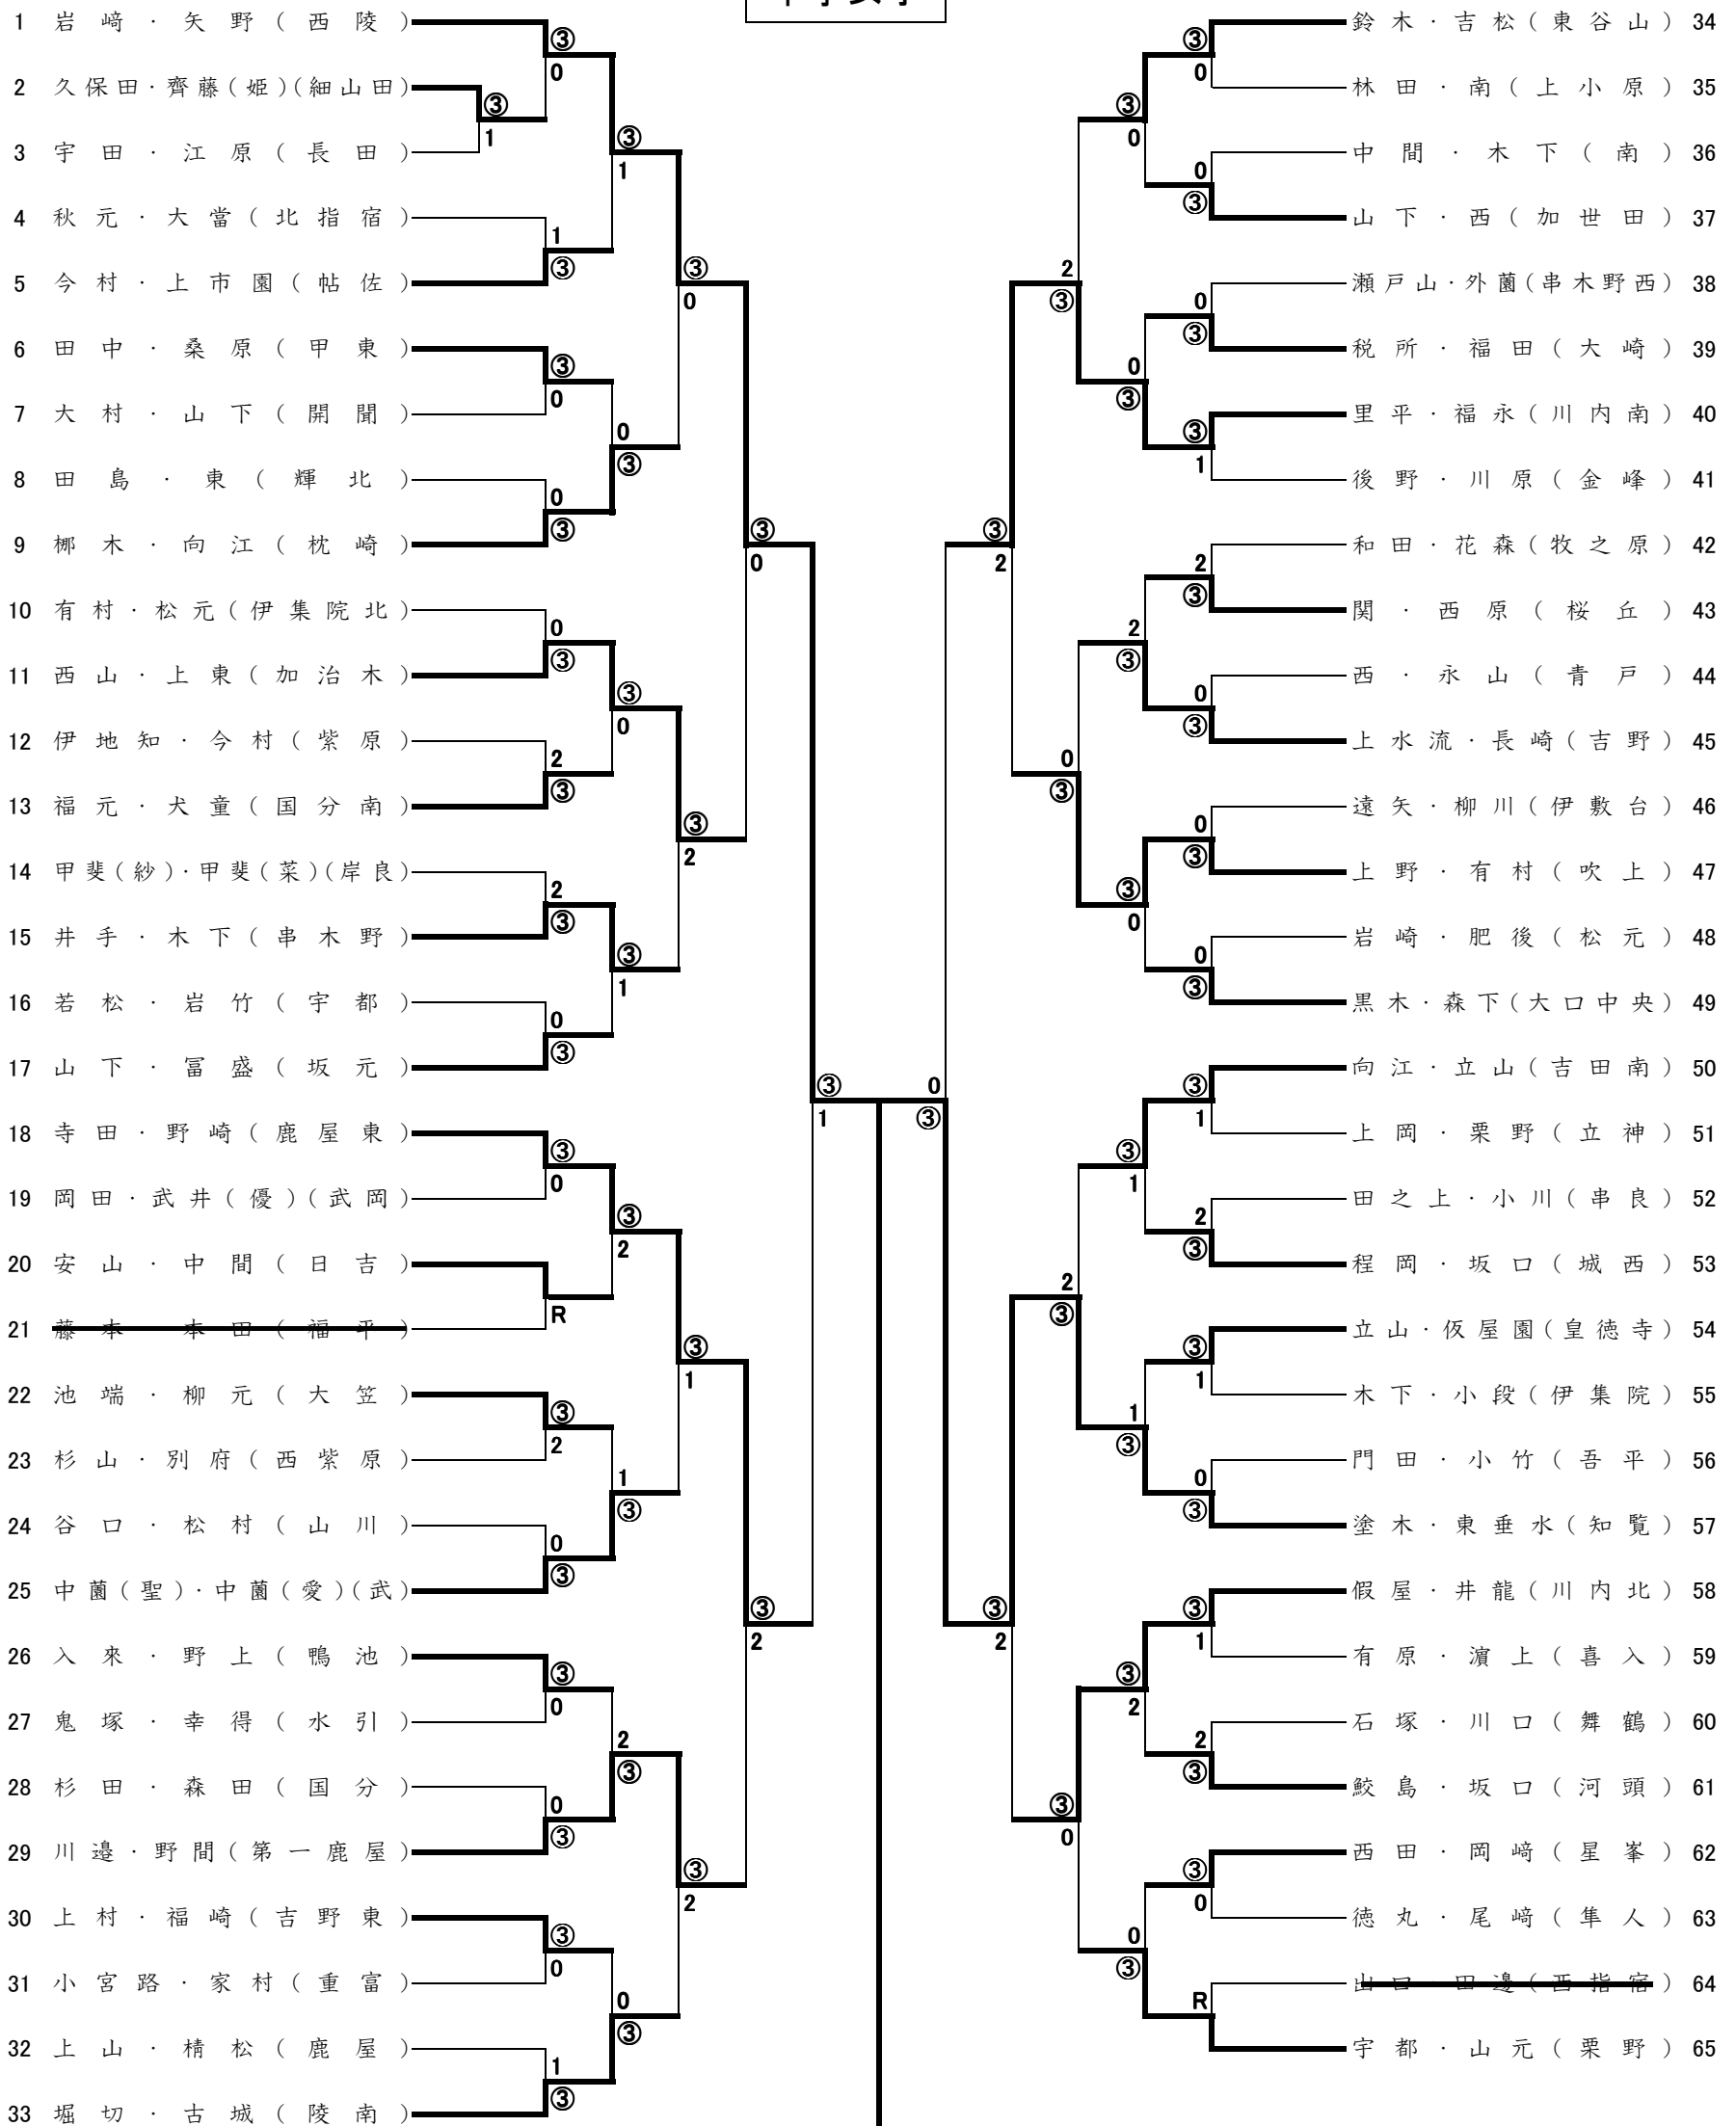 1 岩﨑・矢野(西陵)
2 久保田・齊藤(姫)(細山田)
3 宇田・江原(長田)
4 秋元・大當(北指宿)
5 今村・上市園(帖佐)
6 田中・桑原(甲東)
7 大村・山下(開聞)
8 田島・東(輝北)
9 梛木・向江(枕崎)
10 有村・松元(伊集院北)
11 西山・上東(加治木)
12 伊地知・今村(紫原)
13 福元・犬童(国分南)
14 甲斐(紗)・甲斐(菜)(岸良)
15 井手・木下(串木野)
16 若松・岩竹(宇都)
17 山下・冨盛(坂元)
18 寺田・野崎(鹿屋東)
19 岡田・武井(優)(武岡)
20 安山・中間(日吉)
21 藤本・本田(福平)
22 池端・柳元(大笠)
23 杉山・別府(西紫原)
24 谷口・松村(山川)
25 中薗(聖)・中薗(愛)(武)
26 入來・野上(鴨池)
27 鬼塚・幸得(水引)
28 杉田・森田(国分)
29 川邉・野間(第一鹿屋)
30 上村・福崎(吉野東)
31 小宮路・家村(重富)
32 上山・楕松(鹿屋)
33 堀切・古城(陵南)
鈴木・吉松(東谷山) 34
林田・南(上小原) 35
中間・木下(南) 36
山下・西(加世田) 37
瀬戸山・外薗(串木野西) 38
税所・福田(大崎) 39
里平・福永(川内南) 40
後野・川原(金峰) 41
和田・花森(牧之原) 42
関・西原(桜丘) 43
西・永山(青戸) 44
上水流・長崎(吉野) 45
遠矢・柳川(伊敷台) 46
上野・有村(吹上) 47
岩崎・肥後(松元) 48
黒木・森下(大口中央) 49
向江・立山(吉田南) 50
上岡・栗野(立神) 51
田之上・小川(串良) 52
程岡・坂口(城西) 53
立山・仮屋園(皇徳寺) 54
木下・小段(伊集院) 55
門田・小竹(吾平) 56
塗木・東垂水(知覧) 57
假屋・井龍(川内北) 58
有原・濵上(喜入) 59
石塚・川口(舞鶴) 60
鮫島・坂口(河頭) 61
西田・岡﨑(星峯) 62
徳丸・尾﨑(隼人) 63
出口・田邊(西指宿) 64
宇都・山元(栗野) 65